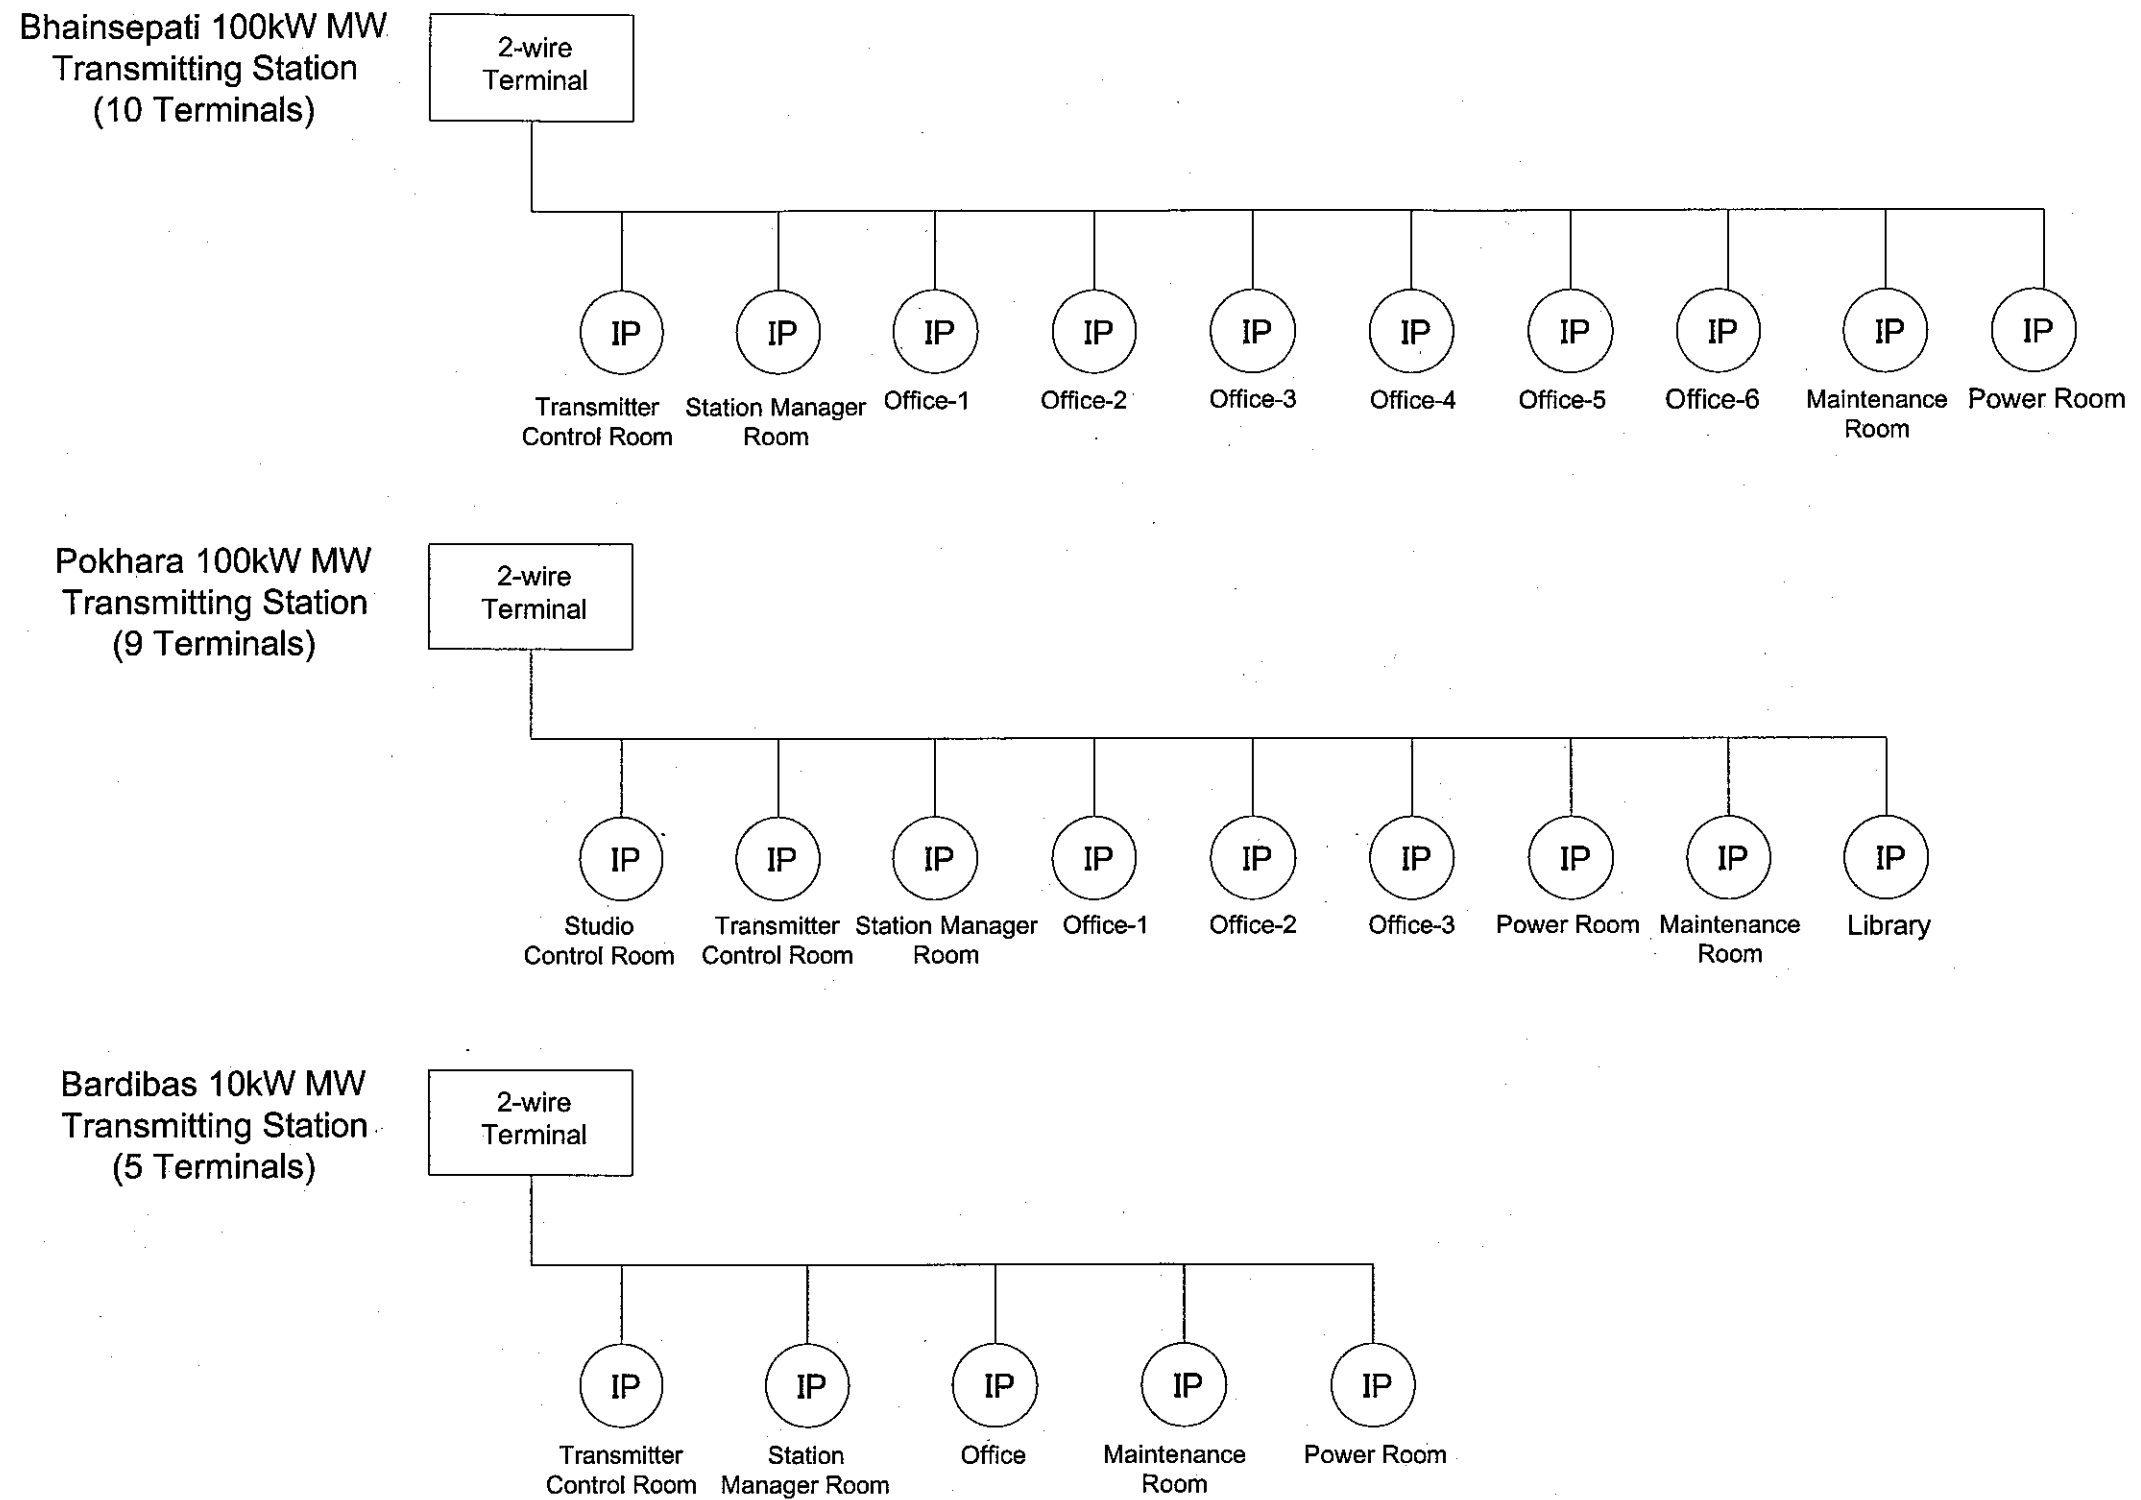 Bhainsepati 100kW MW
Transmitting Station
(10 Terminals)
2-wire
Terminal
IP IP IP IP IP IP IP IP IP IP
Transmitter
Control Room
Station Manager
Room
Office-1
Office-2
Office-3
Office-4
Office-5
Office-6
Maintenance
Room
Power Room
Pokhara 100kW MW
Transmitting Station
(9 Terminals)
2-wire
Terminal
IP IP IP IP IP IP IP IP IP
Studio
Control Room
Transmitter
Control Room
Station Manager
Room
Office-1
Office-2
Office-3
Power Room
Maintenance
Room
Library
Bardibas 10kW MW
Transmitting Station
(5 Terminals)
2-wire
Terminal
IP IP IP IP IP
Transmitter
Control Room
Station
Manager Room
Office
Maintenance
Room
Power Room